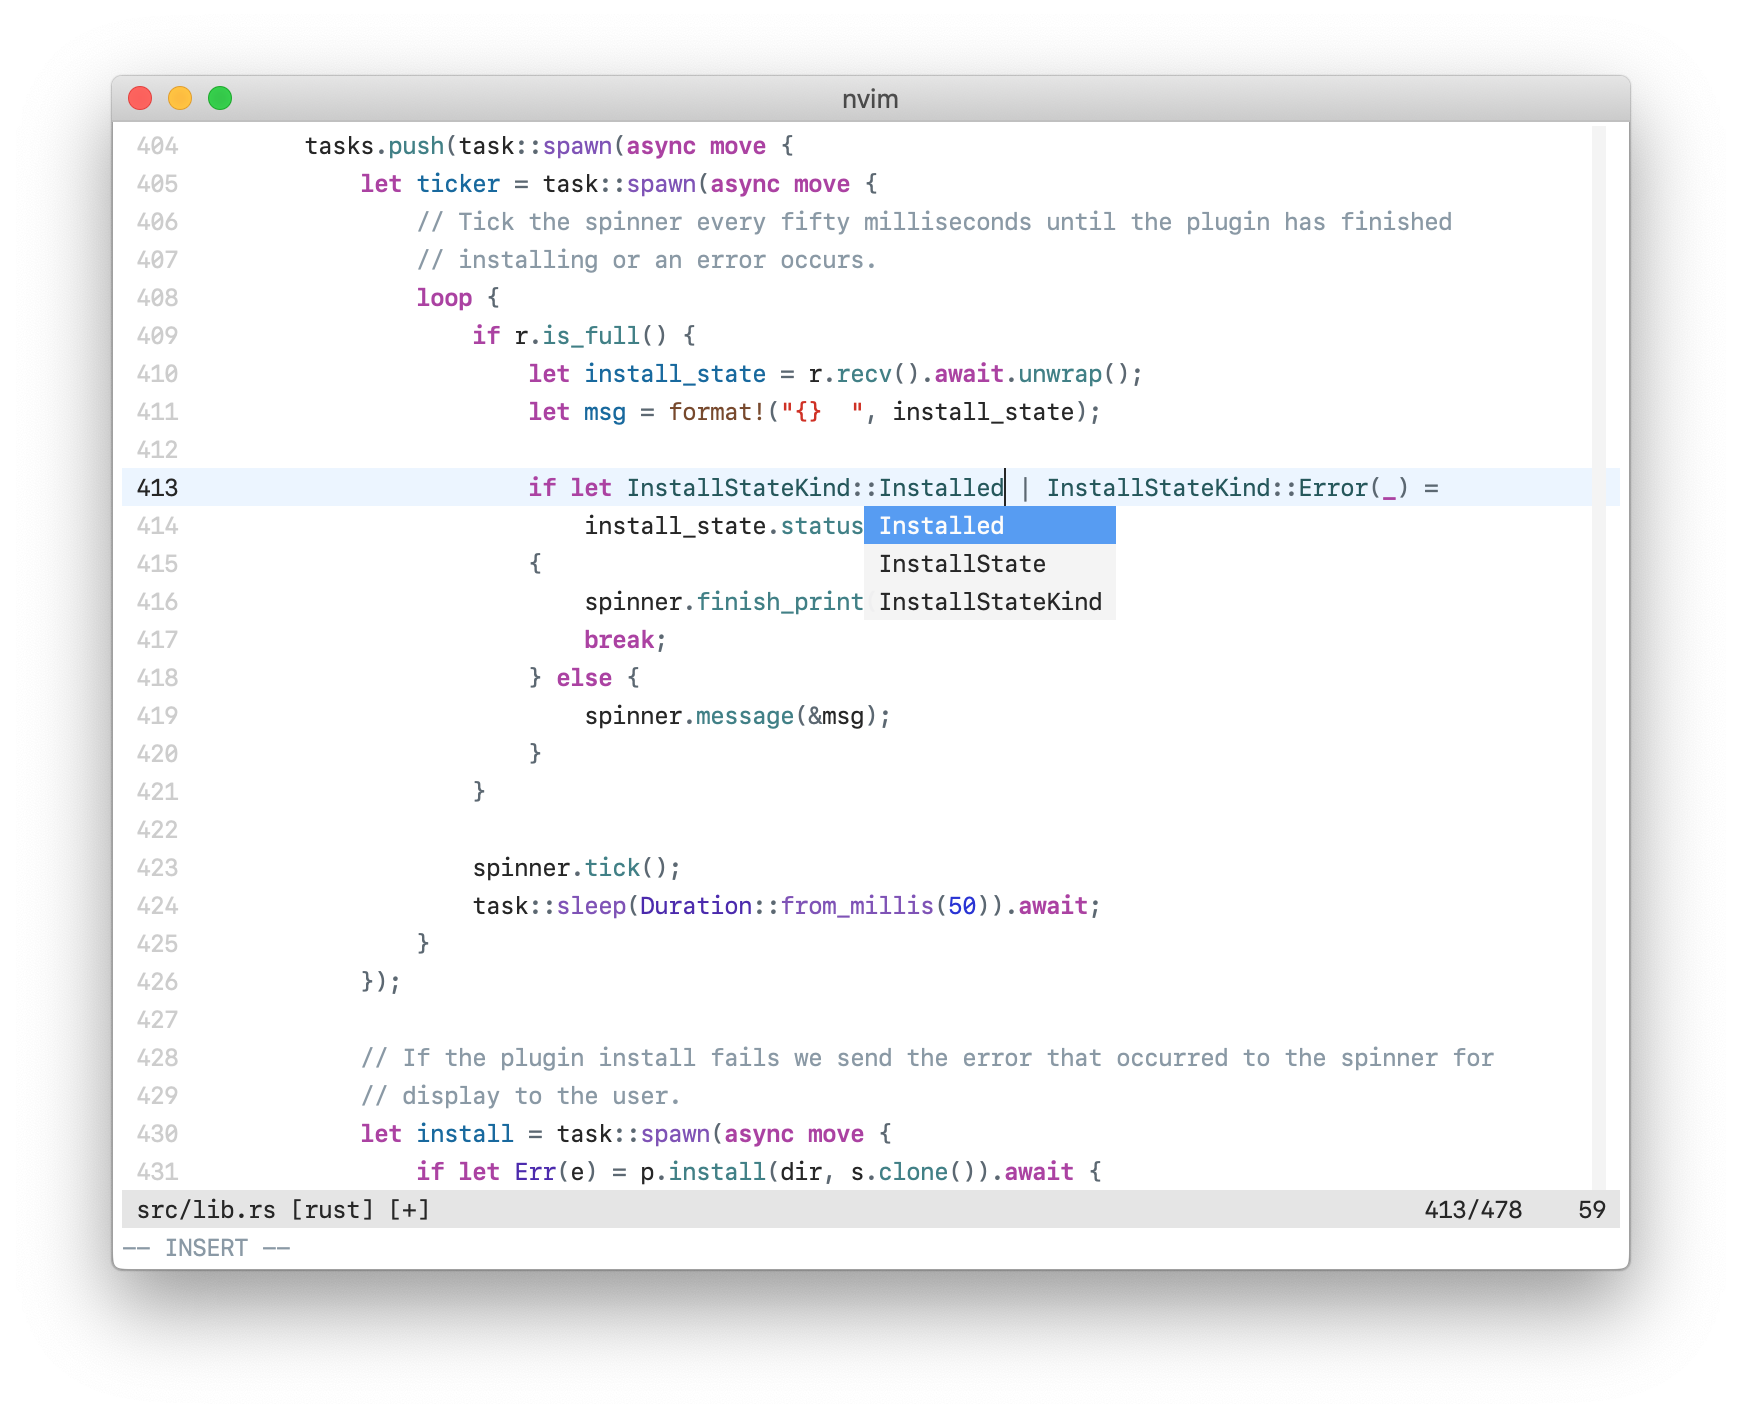 nvim
404         tasks.push(task::spawn(async move {
405             let ticker = task::spawn(async move {
406                 // Tick the spinner every fifty milliseconds until the plugin has finished
407                 // installing or an error occurs.
408                 loop {
409                     if r.is_full() {
410                         let install_state = r.recv().await.unwrap();
411                         let msg = format!("{}  ", install_state);
412
413                         if let InstallStateKind::Installed | InstallStateKind::Error(_) =
414                             install_state.status Installed
415                         { InstallState
416                             spinner.finish_print InstallStateKind
417                             break;
418                         } else {
419                             spinner.message(&msg);
420                         }
421                     }
422
423                     spinner.tick();
424                     task::sleep(Duration::from_millis(50)).await;
425                 }
426             });
427
428             // If the plugin install fails we send the error that occurred to the spinner for
429             // display to the user.
430             let install = task::spawn(async move {
431                 if let Err(e) = p.install(dir, s.clone()).await {
src/lib.rs [rust] [+] 413/478 59
-- INSERT --